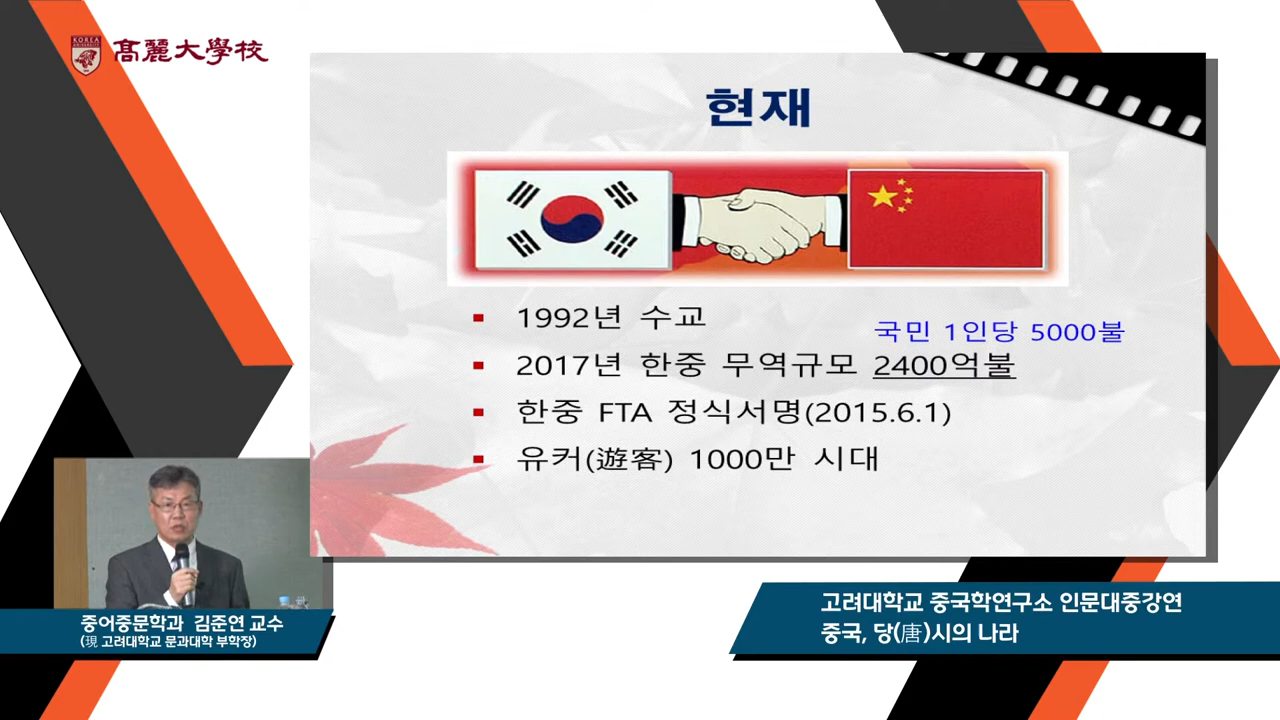 KOREA
UNIVERSITY
高麗大學校
현재
1992년 수교
국민 1인당 5000불
2017년 한중 무역규모 2400억불
한중 FTA 정식서명(2015.6.1)
유커(遊客) 1000만 시대
중어중문학과 김준연 교수
(現 고려대학교 문과대학 부학장)
고려대학교 중국학연구소 인문대중강연
중국, 당(唐)시의 나라